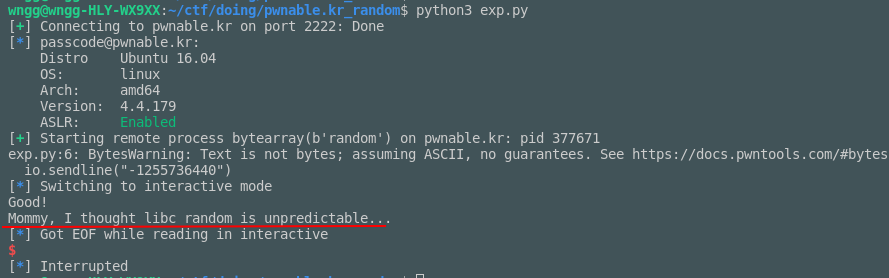 wngg@wngg-HLY-WX9XX:~/ctf/doing/pwnable.kr_random$ python3 exp.py
[+] Connecting to pwnable.kr on port 2222: Done
[*] passcode@pwnable.kr:
    Distro    Ubuntu 16.04
    OS:       linux
    Arch:     amd64
    Version:  4.4.179
    ASLR:     Enabled
[+] Starting remote process bytearray(b'random') on pwnable.kr: pid 377671
exp.py:6: BytesWarning: Text is not bytes; assuming ASCII, no guarantees. See https://docs.pwntools.com/#bytes
  io.sendline("-1255736440")
[*] Switching to interactive mode
Good!
Mommy, I thought libc random is unpredictable...
[*] Got EOF while reading in interactive
$
[*] Interrupted